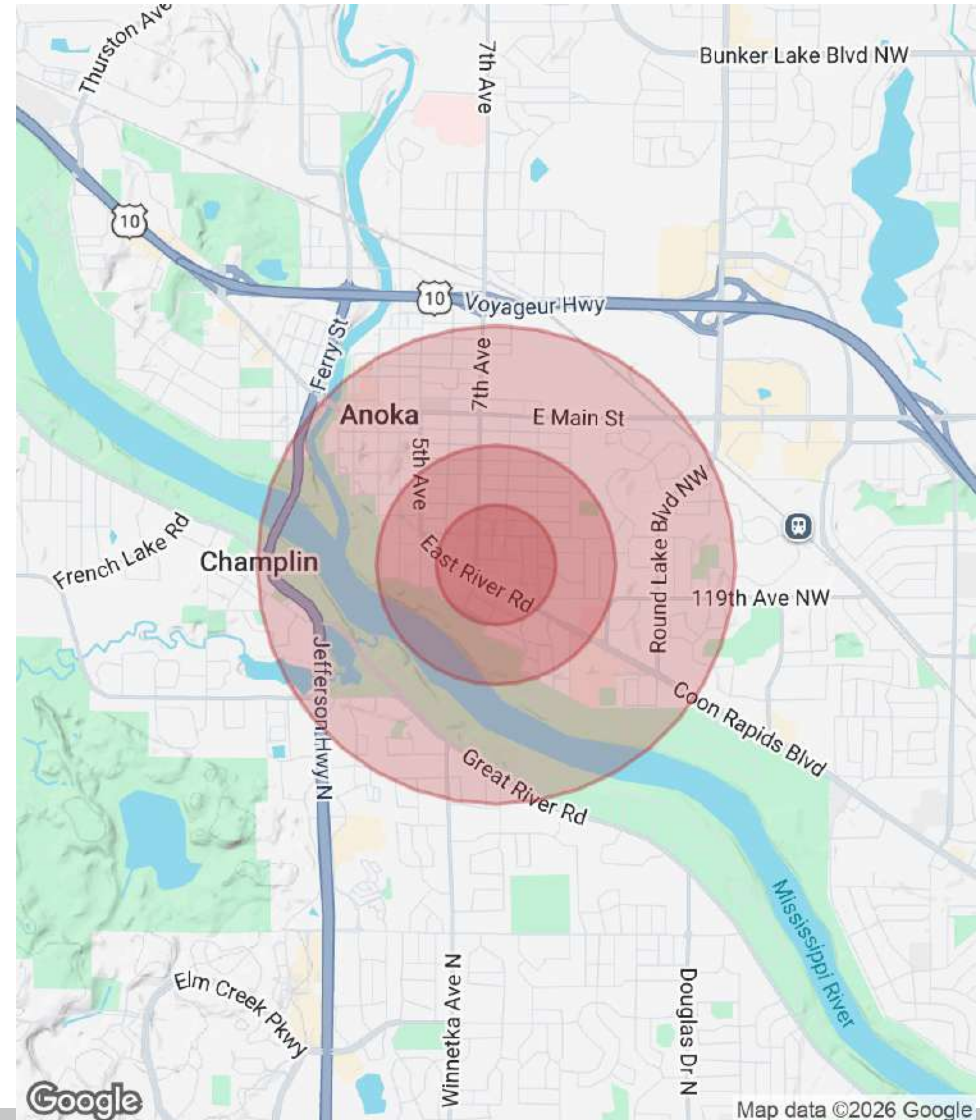 Thurston Ave
7th Ave
Bunker Lake Blvd NW
10
10
Voyageur Hwy
Ferry St
7th Ave
Anoka
E Main St
5th Ave
Round Lake Blvd NW
French Lake Rd
Champlin
East River Rd
119th Ave NW
Jefferson Hwy N
Coon Rapids Blvd
Great River Rd
Mississippi River
Elm Creek Pkwy
Winnetka Ave N
Douglas Dr N
Google
Map data ©2026 Google